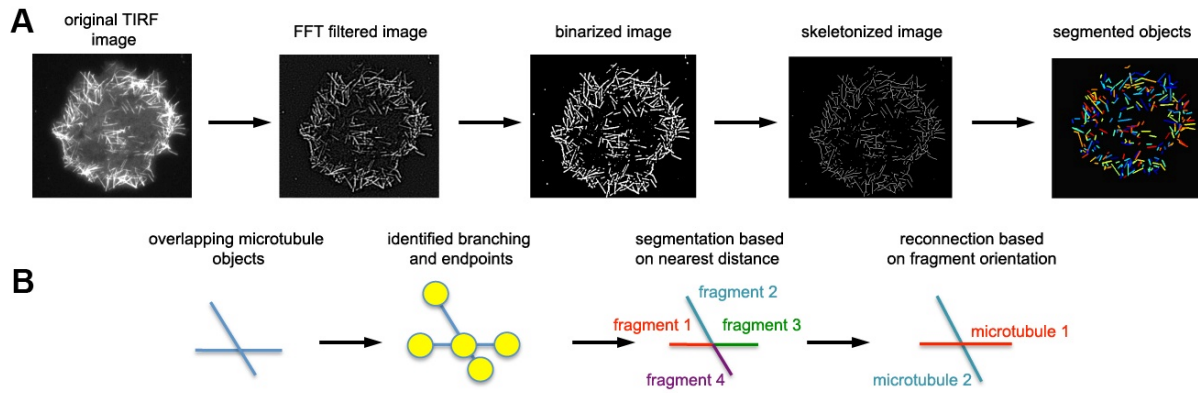 A
original TIRF
image
FFT filtered image
binarized image
skeletonized image
segmented objects
B
overlapping microtubule
objects
identified branching
and endpoints
segmentation based
on nearest distance
reconnection based
on fragment orientation
fragment 2
fragment 1
fragment 3
fragment 4
microtubule 1
microtubule 2